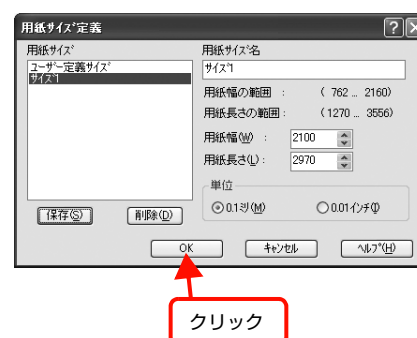 用紙サイズ定義
用紙サイズ
ユーザー定義サイズ
サイズ1
保存(S)
削除(D)
用紙サイズ名
サイズ1
用紙幅の範囲 : ( 762 ... 2160)
用紙長さの範囲 : (1270 ... 3556)
用紙幅(W) : 2100
用紙長さ(L) : 2970
単位
0.1ミリ(M)
0.01インチ(I)
OK
キャンセル
ヘルプ(H)
クリック